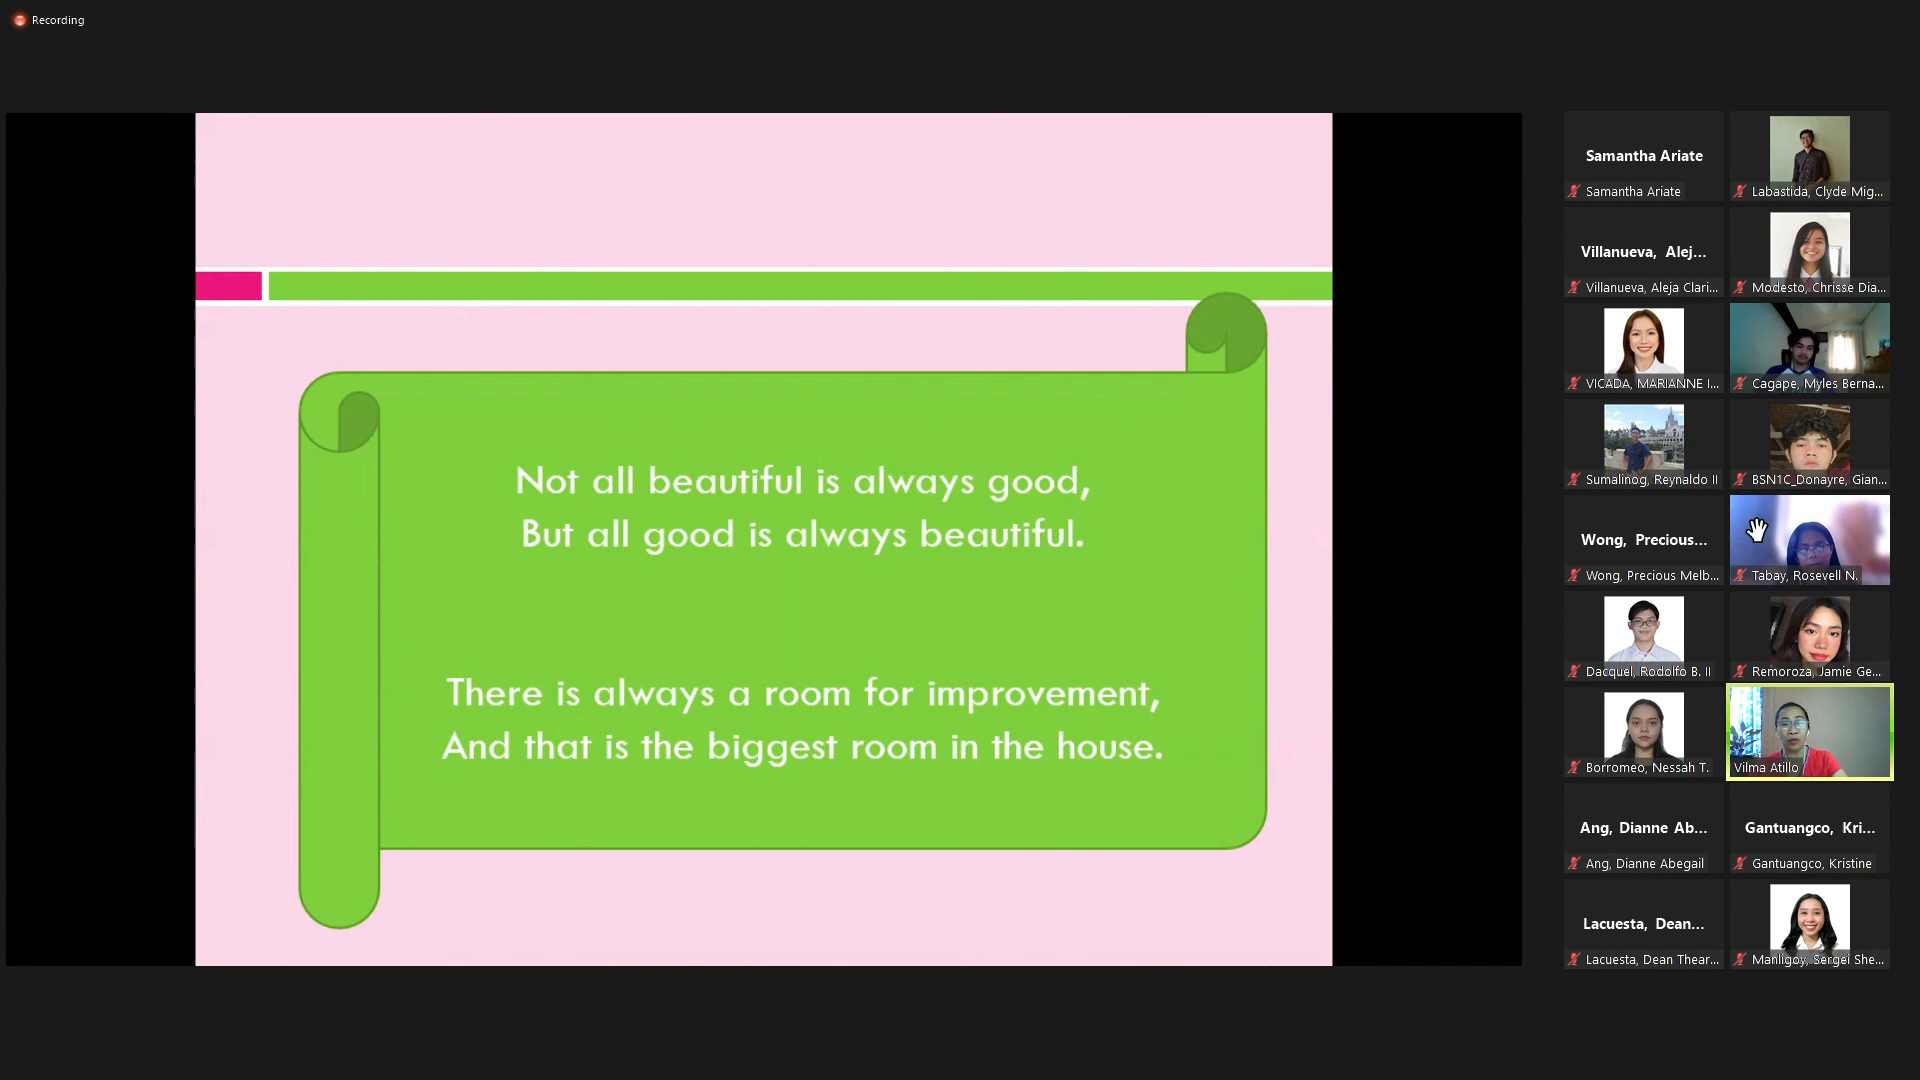 Recording
Not all beautiful is always good,
But all good is always beautiful.
There is always a room for improvement,
And that is the biggest room in the house.
Samantha Ariate
Samantha Ariate
Labastida, Clyde Mig...
Villanueva, Alej...
Villanueva, Aleja Clari...
Modesto, Chrisse Dia...
VICADA, MARIANNE I...
Cagape, Myles Berna...
Sumalinog, Reynaldo II
BSN1C_Donayre, Gian...
Wong, Precious...
Wong, Precious Melb...
Tabay, Rosevell N.
Dacquel, Rodolfo B. II
Remoroza, Jamie Ge...
Borromeo, Nessah T.
Vilma Atillo
Ang, Dianne Ab...
Ang, Dianne Abegail
Gantuangco, Kri...
Gantuangco, Kristine
Lacuesta, Dean...
Lacuesta, Dean Thear...
Manligoy, Sergei She...